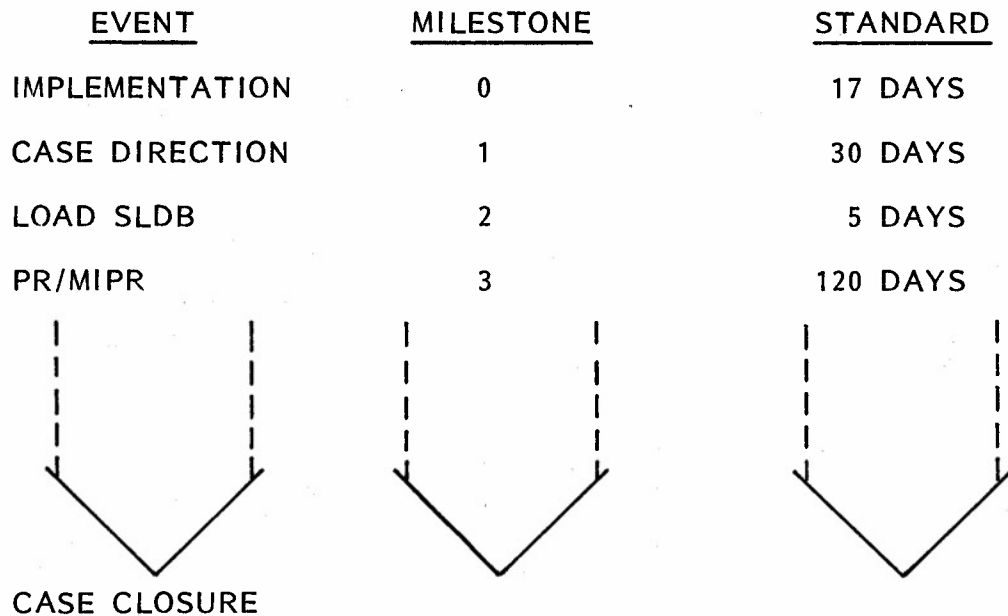 EVENT MILESTONE STANDARD
IMPLEMENTATION 0 17 DAYS
CASE DIRECTION 1 30 DAYS
LOAD SLDB 2 5 DAYS
PR/MIPR 3 120 DAYS
CASE CLOSURE